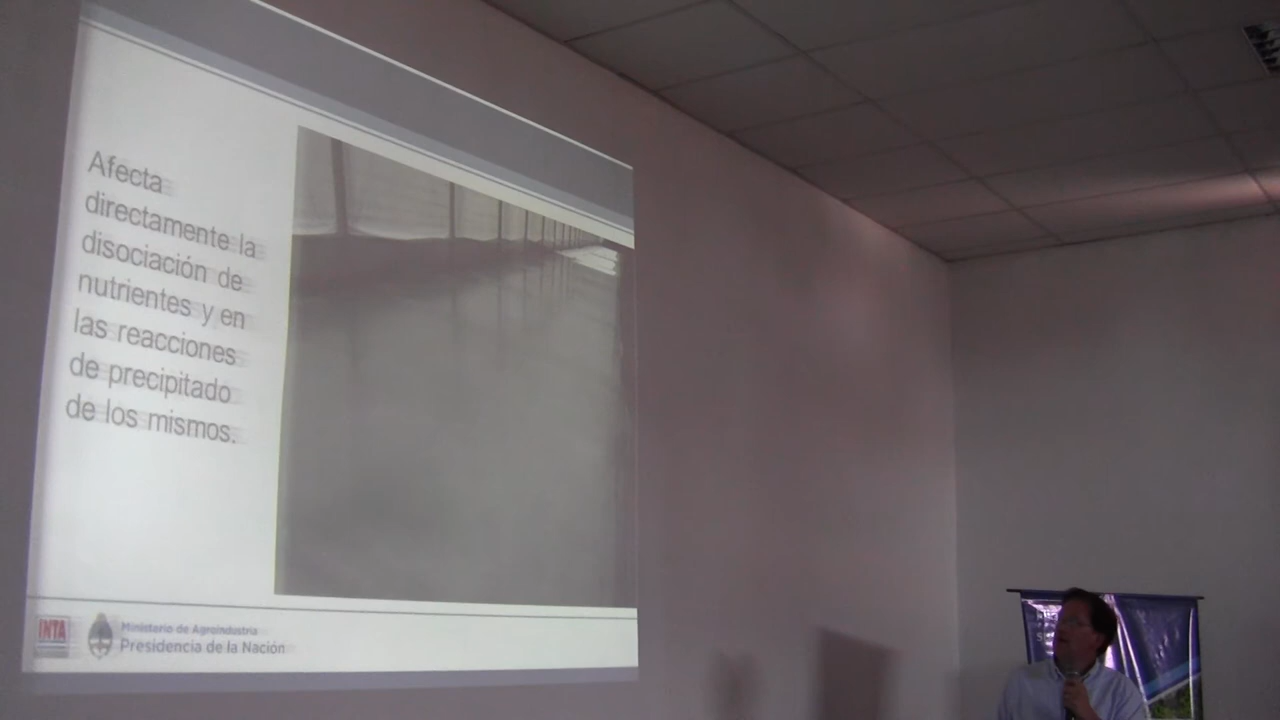 Afecta
directamente la
disociación de
nutrientes y en
las reacciones
de precipitado
de los mismos.
INTA
Ministerio de Agroindustria
Presidencia de la Nación